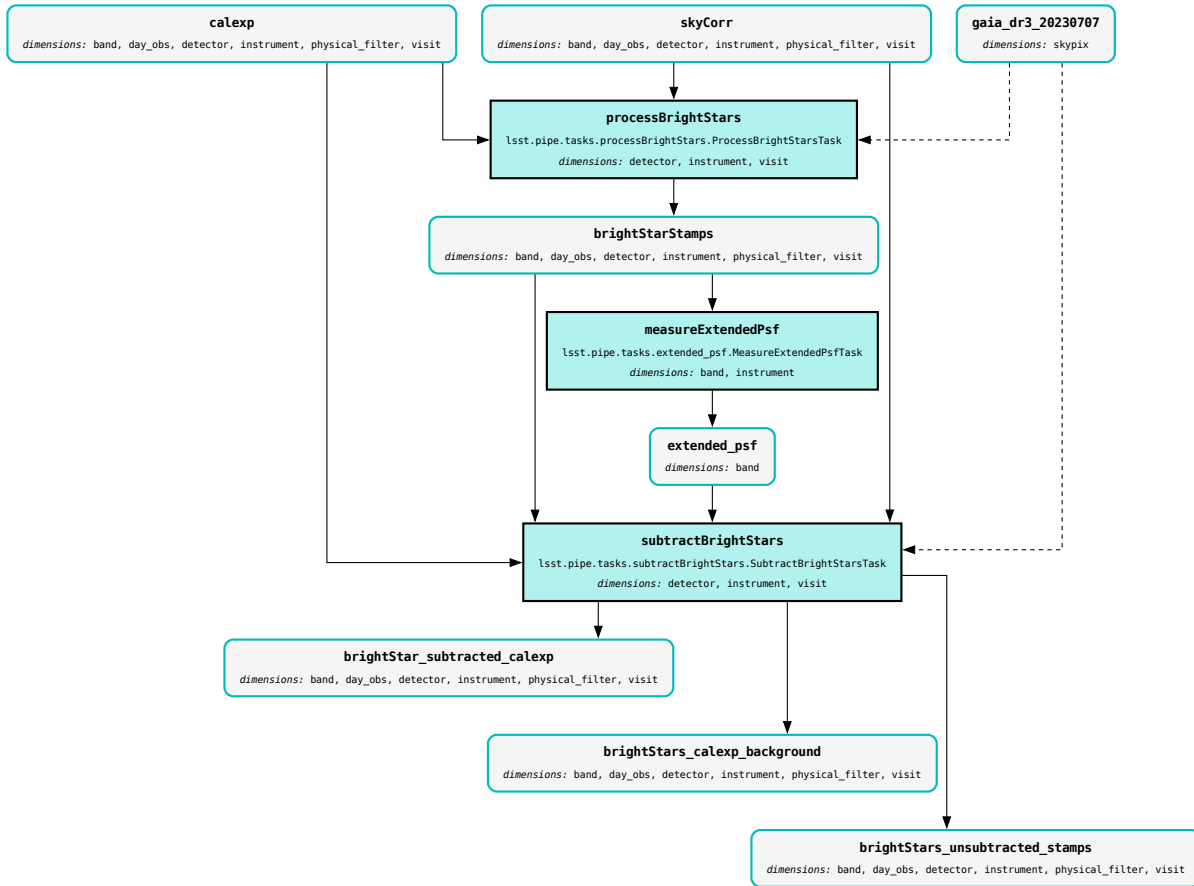 calexp
dimensions: band, day_obs, detector, instrument, physical_filter, visit
skyCorr
dimensions: band, day_obs, detector, instrument, physical_filter, visit
gaia_dr3_20230707
dimensions: skypix
processBrightStars
lsst.pipe.tasks.processBrightStars.ProcessBrightStarsTask
dimensions: detector, instrument, visit
brightStarStamps
dimensions: band, day_obs, detector, instrument, physical_filter, visit
measureExtendedPsf
lsst.pipe.tasks.extended_psf.MeasureExtendedPsfTask
dimensions: band, instrument
extended_psf
dimensions: band
subtractBrightStars
lsst.pipe.tasks.subtractBrightStars.SubtractBrightStarsTask
dimensions: detector, instrument, visit
brightStar_subtracted_calexp
dimensions: band, day_obs, detector, instrument, physical_filter, visit
brightStars_calexp_background
dimensions: band, day_obs, detector, instrument, physical_filter, visit
brightStars_unsubtracted_stamps
dimensions: band, day_obs, detector, instrument, physical_filter, visit